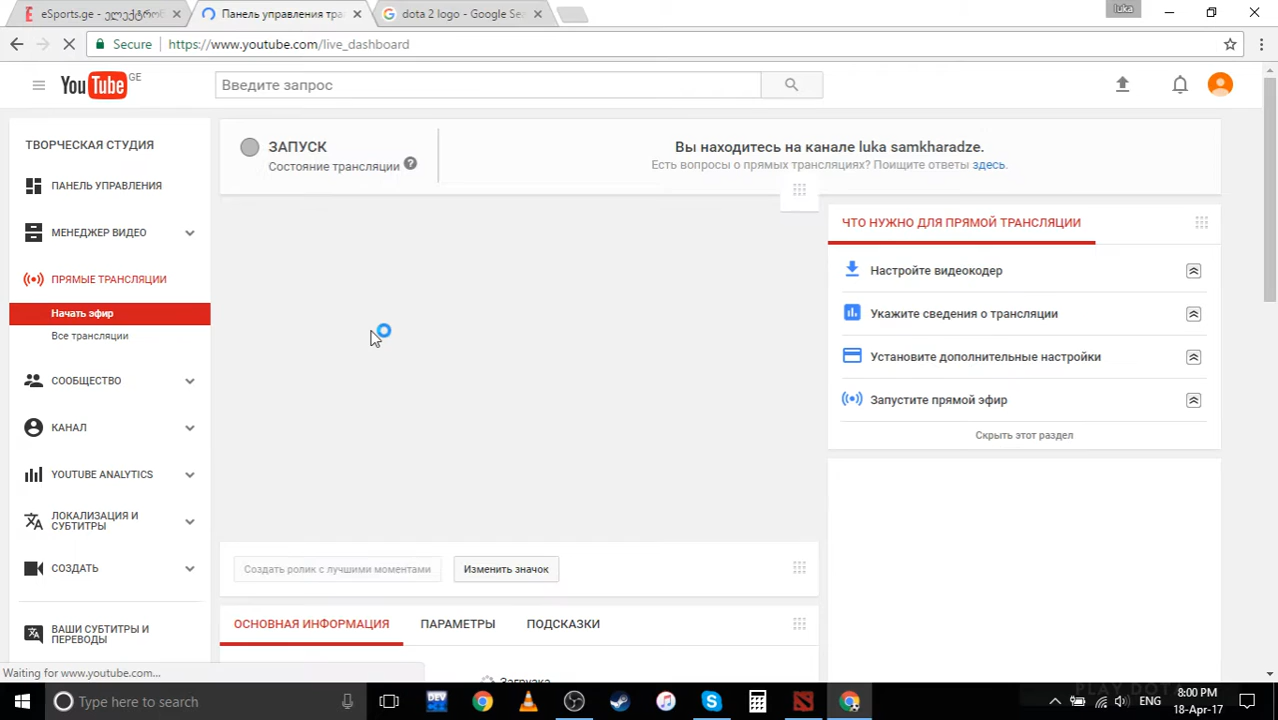 eSports.ge - ელექტრო
Панель управления тра
dota 2 logo - Google Se
luka
Secure
https://www.youtube.com/live_dashboard
YouTube GE
Введите запрос
ТВОРЧЕСКАЯ СТУДИЯ
ПАНЕЛЬ УПРАВЛЕНИЯ
МЕНЕДЖЕР ВИДЕО
ПРЯМЫЕ ТРАНСЛЯЦИИ
Начать эфир
Все трансляции
СООБЩЕСТВО
КАНАЛ
YOUTUBE ANALYTICS
ЛОКАЛИЗАЦИЯ И
СУБТИТРЫ
СОЗДАТЬ
ВАШИ СУБТИТРЫ И
ПЕРЕВОДЫ
ЗАПУСК
Состояние трансляции ?
Вы находитесь на канале luka samkharadze.
Есть вопросы о прямых трансляциях? Поищите ответы здесь.
ЧТО НУЖНО ДЛЯ ПРЯМОЙ ТРАНСЛЯЦИИ
Настройте видеокодер
Укажите сведения о трансляции
Установите дополнительные настройки
Запустите прямой эфир
Скрыть этот раздел
Создать ролик с лучшими моментами
Изменить значок
ОСНОВНАЯ ИНФОРМАЦИЯ
ПАРАМЕТРЫ
ПОДСКАЗКИ
Загрузка
Waiting for www.youtube.com...
Type here to search
DEV
PLAY DOTA
ENG
8:00 PM
18-Apr-17